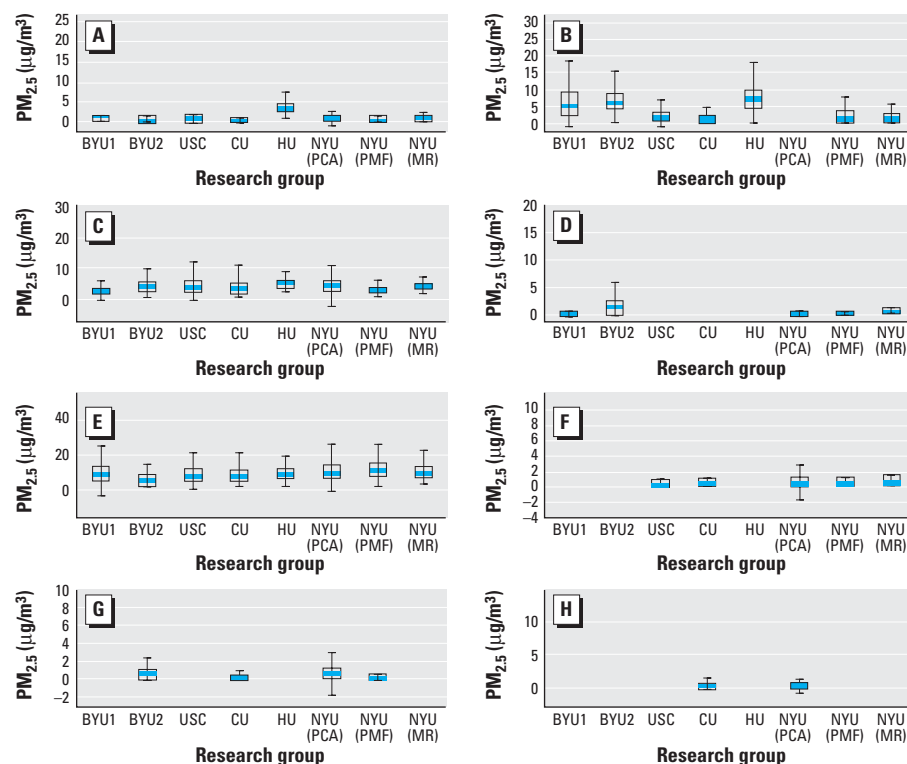 A
PM2.5 (μg/m3)
25
20
15
10
5
0
BYU1 BYU2 USC CU HU NYU NYU NYU
(PCA) (PMF) (MR)
Research group
B
PM2.5 (μg/m3)
30
25
20
15
10
5
0
BYU1 BYU2 USC CU HU NYU NYU NYU
(PCA) (PMF) (MR)
Research group
C
PM2.5 (μg/m3)
30
20
10
0
BYU1 BYU2 USC CU HU NYU NYU NYU
(PCA) (PMF) (MR)
Research group
D
PM2.5 (μg/m3)
20
15
10
5
0
BYU1 BYU2 USC CU HU NYU NYU NYU
(PCA) (PMF) (MR)
Research group
E
PM2.5 (μg/m3)
40
20
0
BYU1 BYU2 USC CU HU NYU NYU NYU
(PCA) (PMF) (MR)
Research group
F
PM2.5 (μg/m3)
10
8
6
4
2
0
−2
−4
BYU1 BYU2 USC CU HU NYU NYU NYU
(PCA) (PMF) (MR)
Research group
G
PM2.5 (μg/m3)
10
8
6
4
2
0
−2
BYU1 BYU2 USC CU HU NYU NYU NYU
(PCA) (PMF) (MR)
Research group
H
PM2.5 (μg/m3)
10
5
0
BYU1 BYU2 USC CU HU NYU NYU NYU
(PCA) (PMF) (MR)
Research group